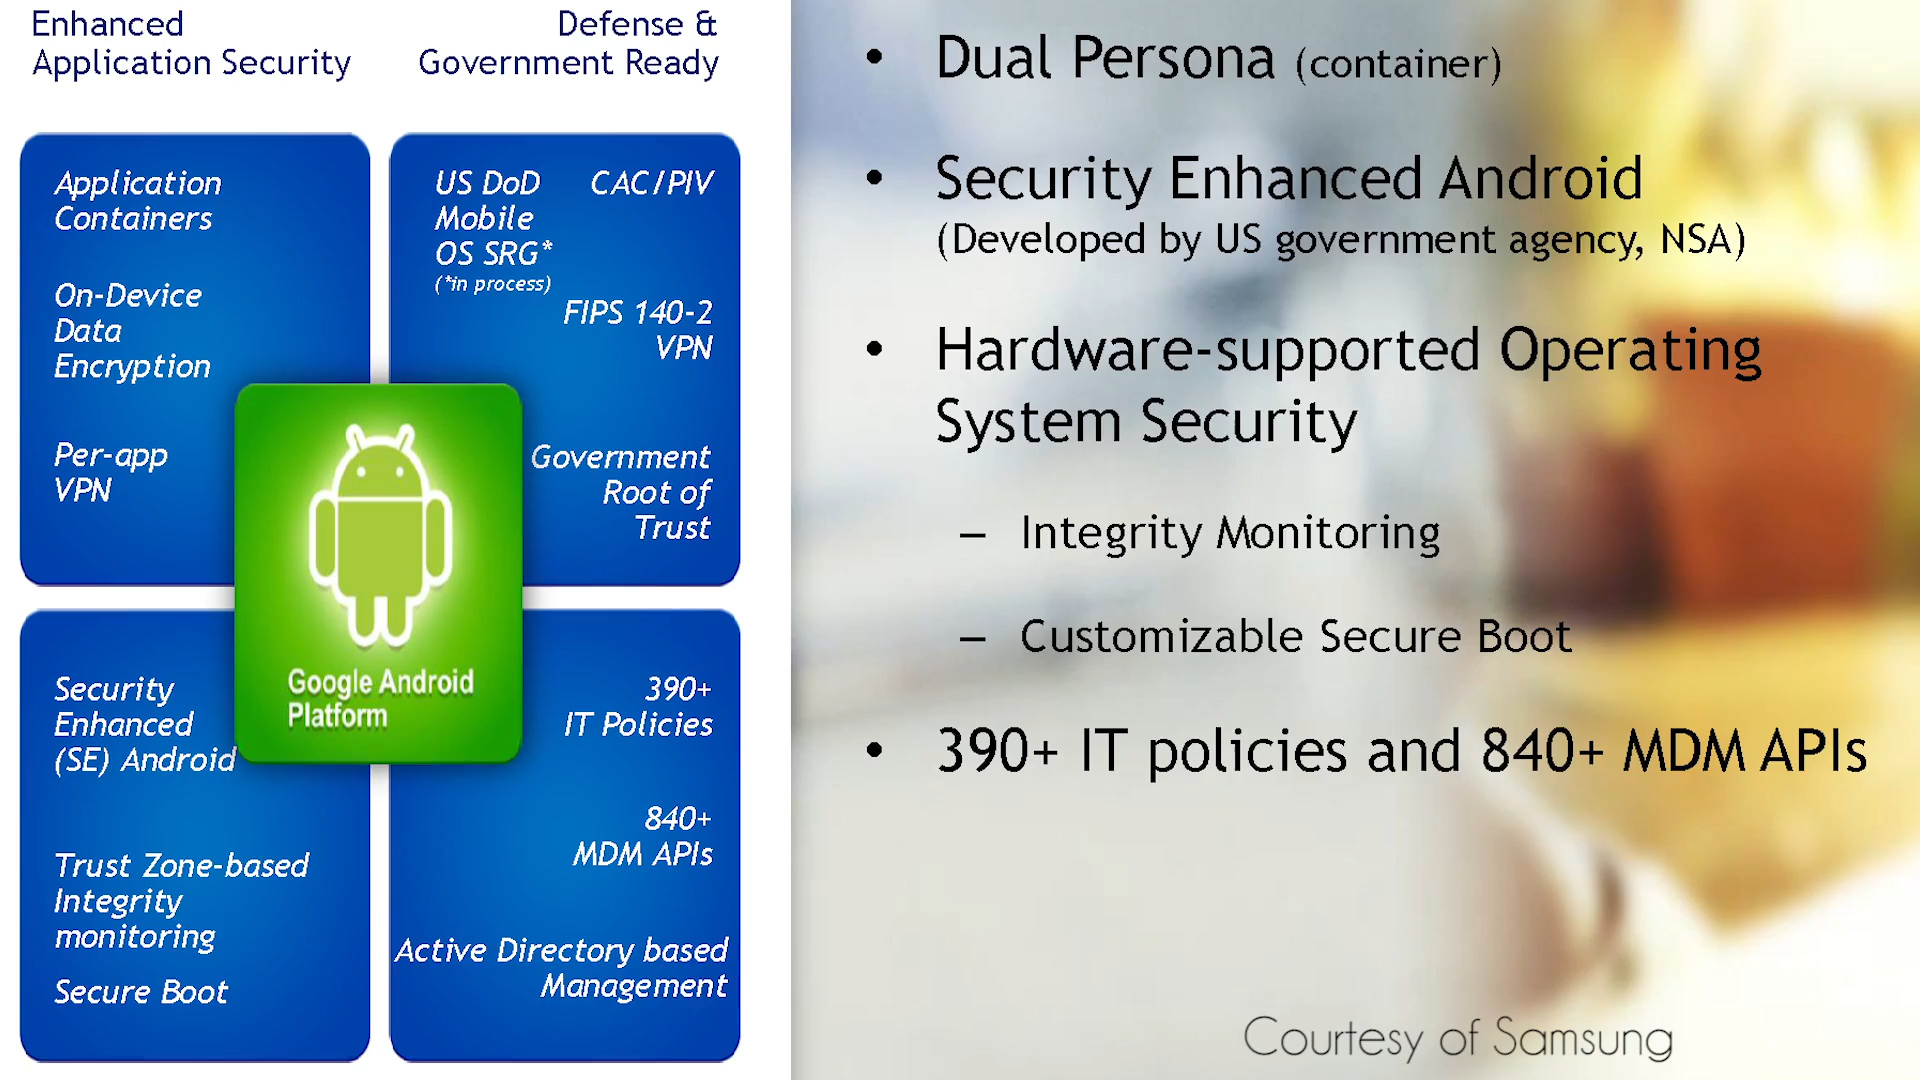 Enhanced
Application Security
Defense &
Government Ready
Application
Containers
On-Device
Data
Encryption
Per-app
VPN
US DoD
Mobile
OS SRG*
(*in process)
CAC/PIV
FIPS 140-2
VPN
Government
Root of
Trust
Google Android
Platform
Security
Enhanced
(SE) Android
Trust Zone-based
Integrity
monitoring
Secure Boot
390+
IT Policies
840+
MDM APIs
Active Directory based
Management
• Dual Persona (container)
• Security Enhanced Android
(Developed by US government agency, NSA)
• Hardware-supported Operating
System Security
– Integrity Monitoring
– Customizable Secure Boot
• 390+ IT policies and 840+ MDM APIs
Courtesy of Samsung